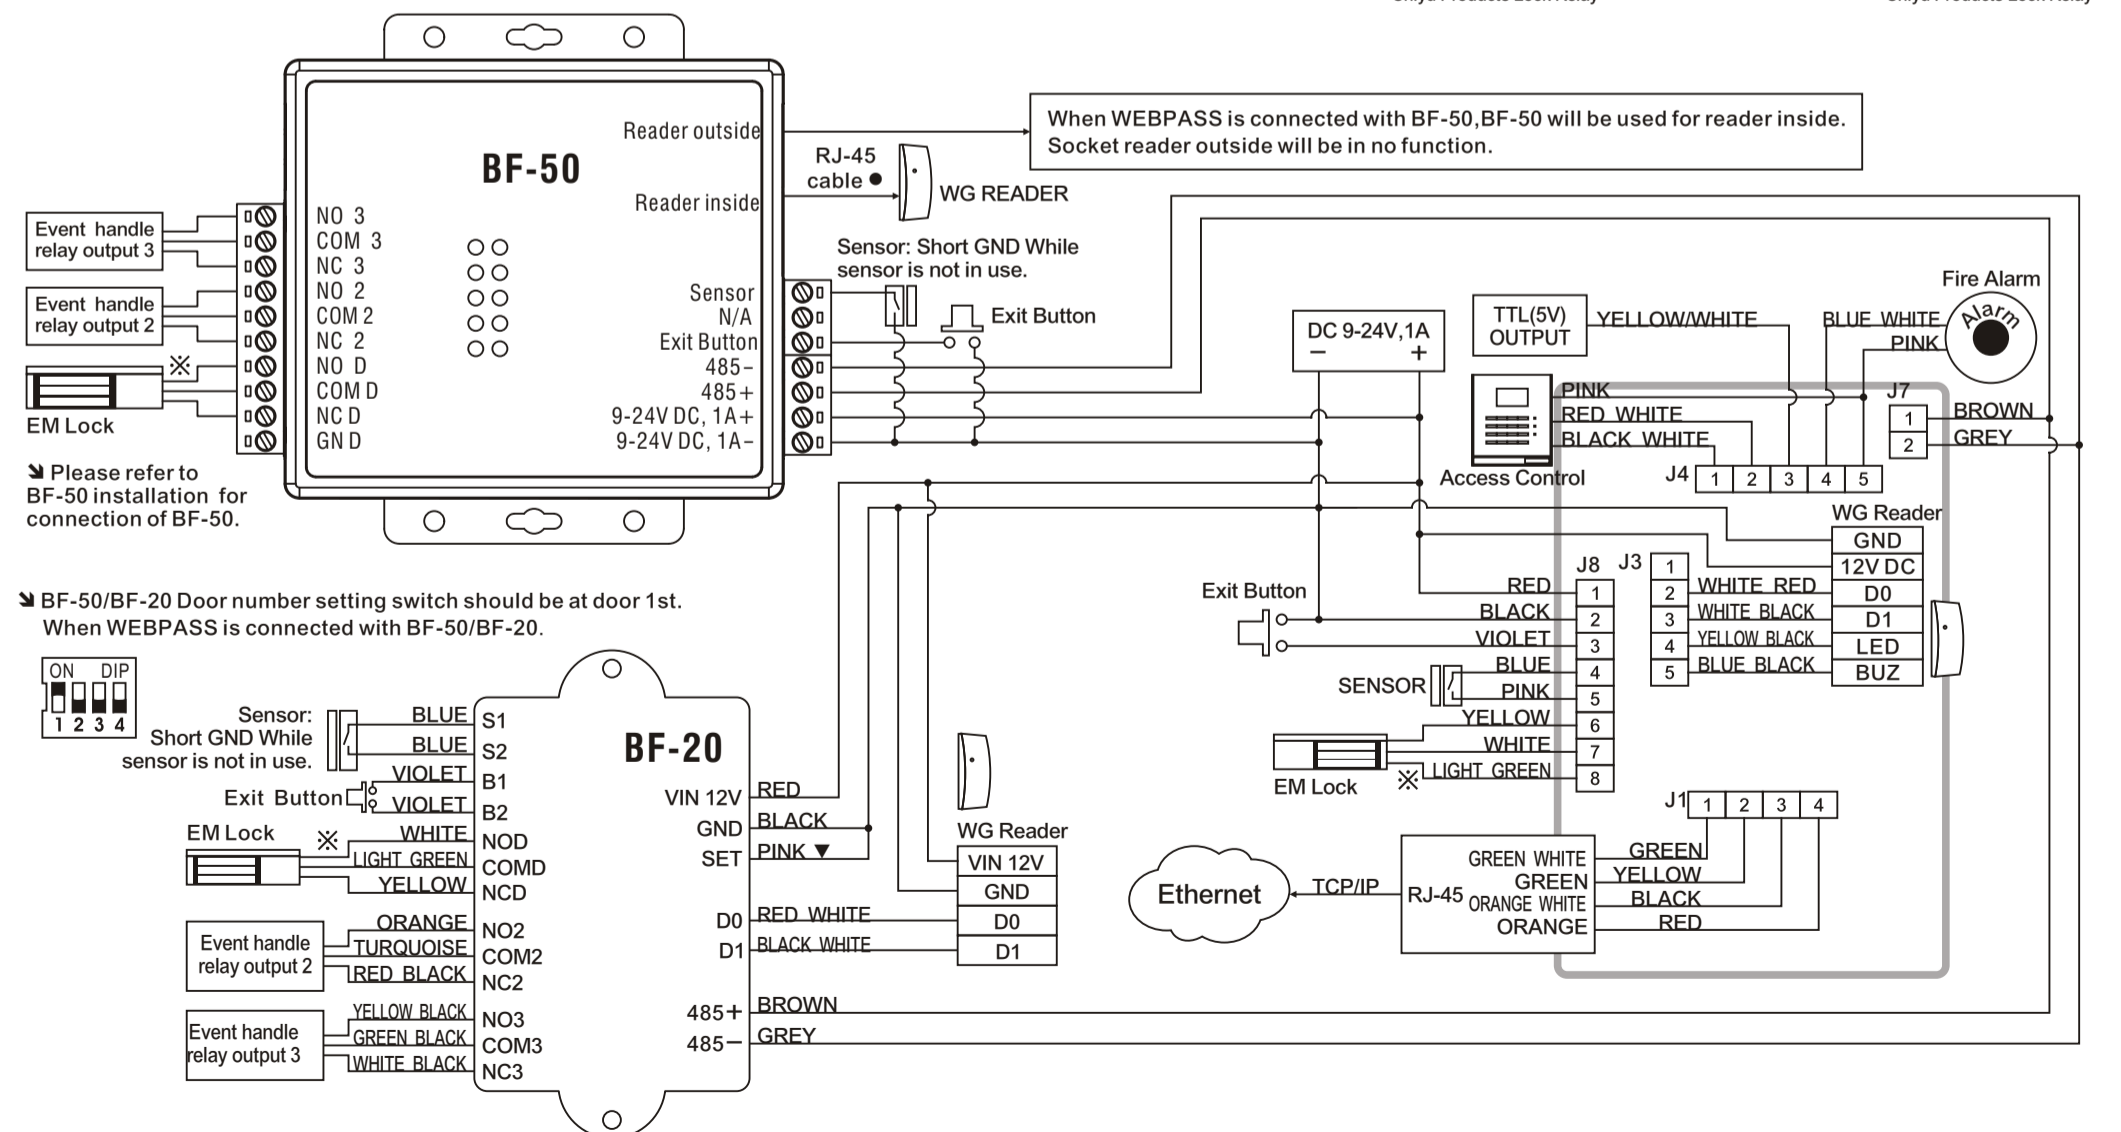 BF-50
Reader outside
Reader inside
When WEBPASS is connected with BF-50,BF-50 will be used for reader inside.
Socket reader outside will be in no function.
RJ-45
cable ●
WG READER
Event handle
relay output 3
Event handle
relay output 2
※
EM Lock
NO 3
COM 3
NC 3
NO 2
COM 2
NC 2
NO D
COM D
NC D
GND
Sensor
N/A
Exit Button
485−
485+
9-24V DC, 1A+
9-24V DC, 1A−
Sensor: Short GND While
sensor is not in use.
Exit Button
Please refer to
BF-50 installation for
connection of BF-50.
DC 9-24V,1A
− +
TTL(5V)
OUTPUT
YELLOW/WHITE
Fire Alarm
Alarm
BLUE WHITE
PINK
PINK
RED WHITE
BLACK WHITE
Access Control
J4 1 2 3 4 5
J7
1 BROWN
2 GREY
WG Reader
GND
12V DC
D0
D1
LED
BUZ
J3
1
2 WHITE RED
3 WHITE BLACK
4 YELLOW BLACK
5 BLUE BLACK
J8
RED 1
BLACK 2
VIOLET 3
BLUE 4
PINK 5
YELLOW 6
WHITE 7
LIGHT GREEN 8
Exit Button
SENSOR
EM Lock
※
J1 1 2 3 4
RJ-45
GREEN WHITE GREEN
GREEN YELLOW
ORANGE WHITE BLACK
ORANGE RED
TCP/IP
Ethernet
BF-50/BF-20 Door number setting switch should be at door 1st.
When WEBPASS is connected with BF-50/BF-20.
ON DIP
1 2 3 4
BF-20
Sensor:
Short GND While
sensor is not in use.
BLUE S1
BLUE S2
Exit Button
VIOLET B1
VIOLET B2
EM Lock
※
WHITE NOD
LIGHT GREEN COMD
YELLOW NCD
Event handle
relay output 2
ORANGE NO2
TURQUOISE COM2
RED BLACK NC2
Event handle
relay output 3
YELLOW BLACK NO3
GREEN BLACK COM3
WHITE BLACK NC3
VIN 12V RED
GND BLACK
SET PINK ▼
D0 RED WHITE
D1 BLACK WHITE
485+ BROWN
485− GREY
WG Reader
VIN 12V
GND
D0
D1